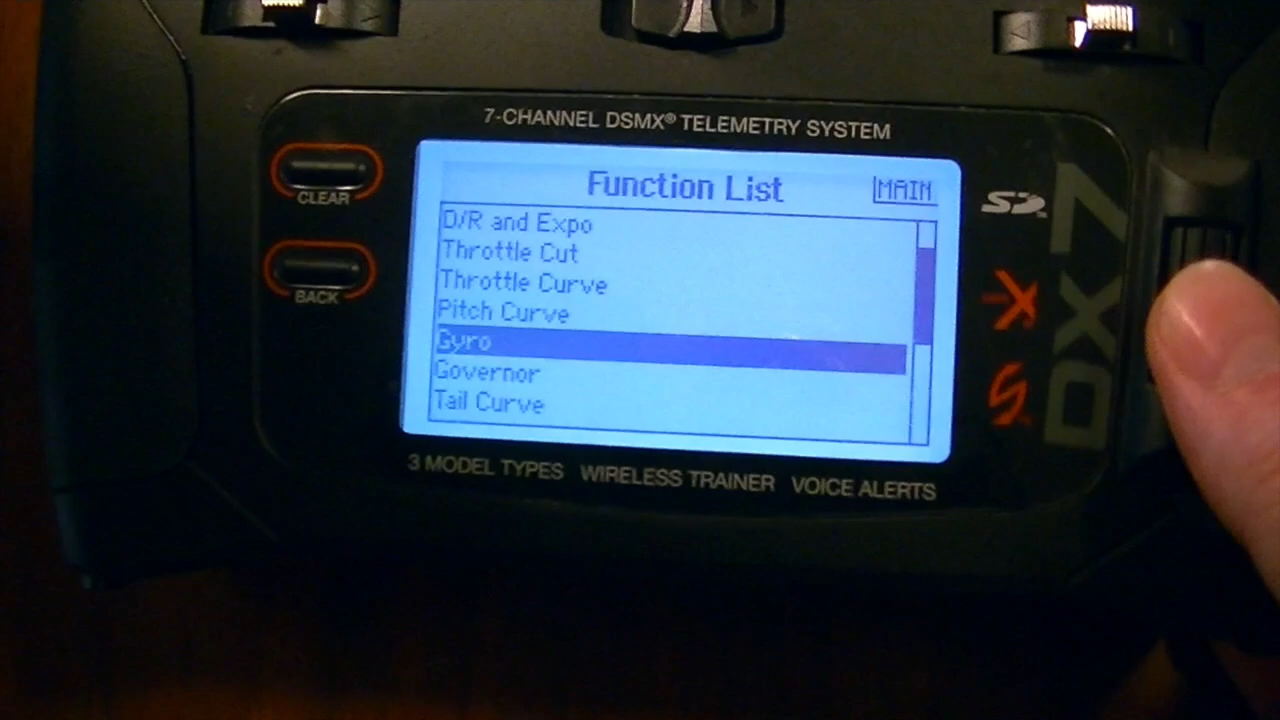 7-CHANNEL DSMX® TELEMETRY SYSTEM
CLEAR
BACK
Function List
MAIN
D/R and Expo
Throttle Cut
Throttle Curve
Pitch Curve
Gyro
Governor
Tail Curve
SD
DX7
3 MODEL TYPES WIRELESS TRAINER VOICE ALERTS